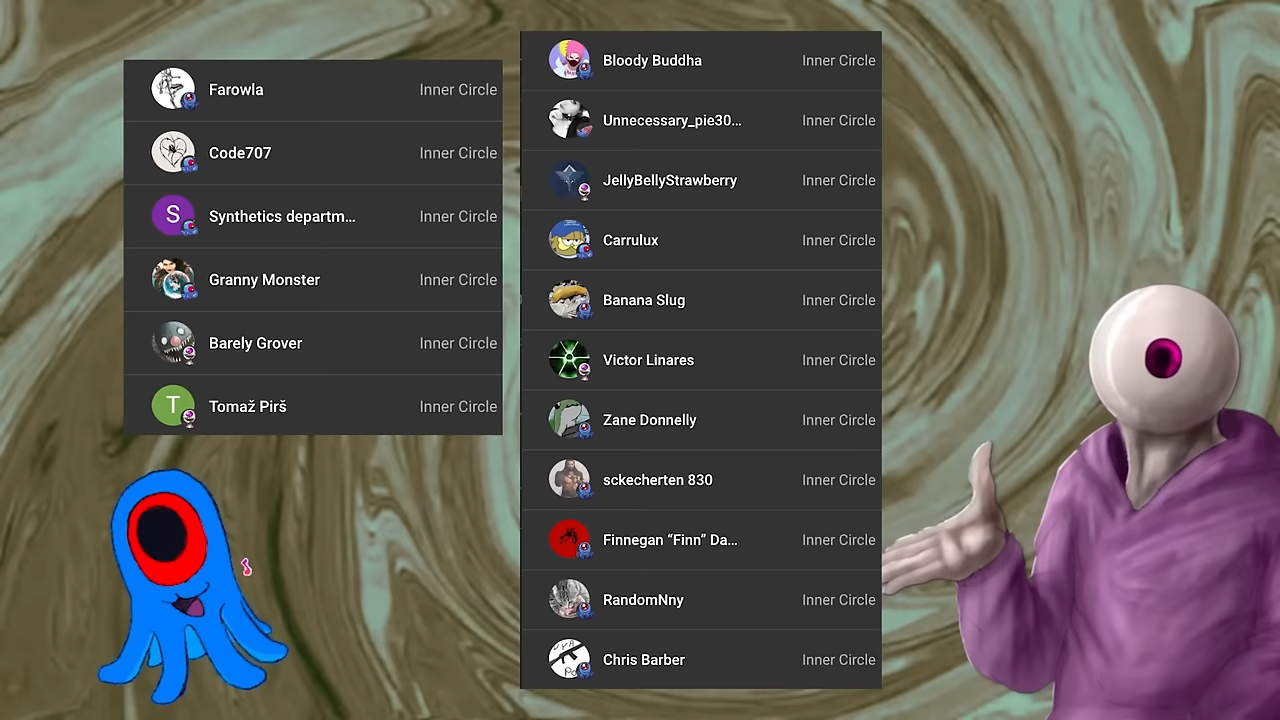 Farowla Inner Circle
Code707 Inner Circle
S Synthetics departm... Inner Circle
Granny Monster Inner Circle
Barely Grover Inner Circle
T Tomaž Pirš Inner Circle
Bloody Buddha Inner Circle
Unnecessary_pie30... Inner Circle
JellyBellyStrawberry Inner Circle
Carrulux Inner Circle
Banana Slug Inner Circle
Victor Linares Inner Circle
Zane Donnelly Inner Circle
sckecherten 830 Inner Circle
Finnegan “Finn” Da... Inner Circle
RandomNny Inner Circle
Chris Barber Inner Circle